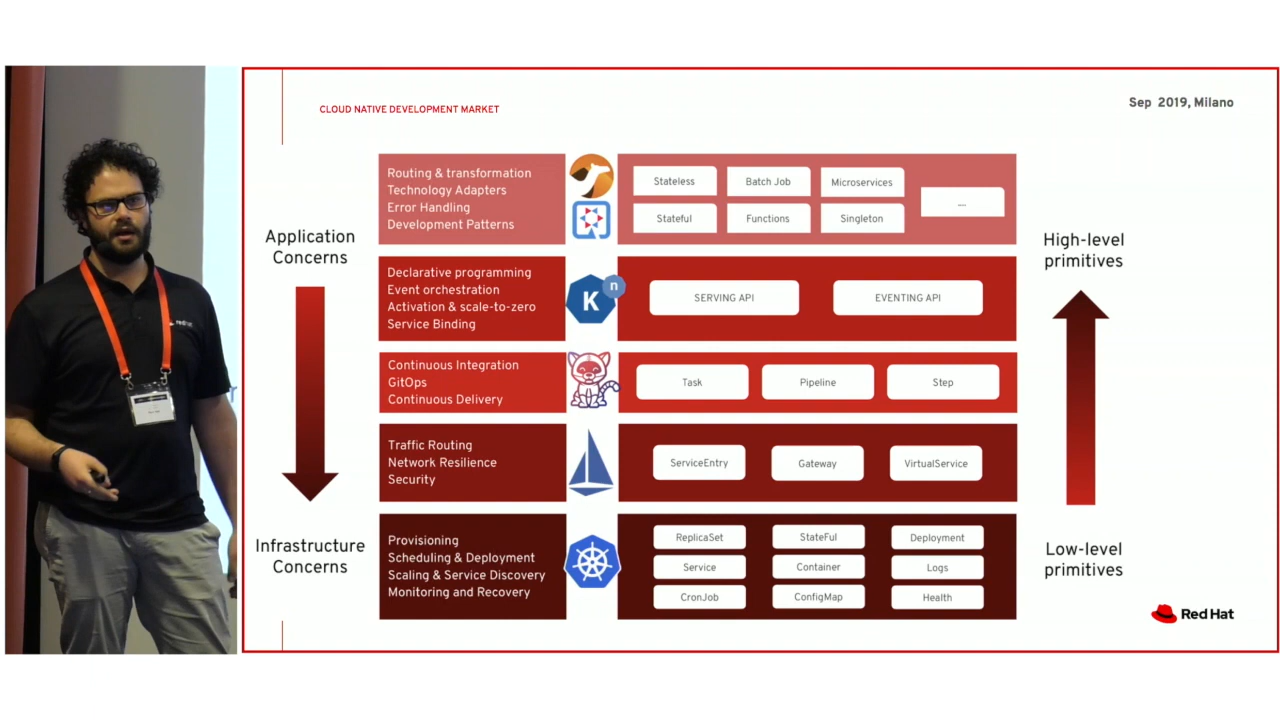 CLOUD NATIVE DEVELOPMENT MARKET
Sep 2019, Milano
Application
Concerns
Infrastructure
Concerns
Routing & transformation
Technology Adapters
Error Handling
Development Patterns
Stateless
Batch Job
Microservices
Stateful
Functions
Singleton
....
Declarative programming
Event orchestration
Activation & scale-to-zero
Service Binding
K
n
SERVING API
EVENTING API
Continuous Integration
GitOps
Continuous Delivery
Task
Pipeline
Step
Traffic Routing
Network Resilience
Security
ServiceEntry
Gateway
VirtualService
Provisioning
Scheduling & Deployment
Scaling & Service Discovery
Monitoring and Recovery
ReplicaSet
StateFul
Deployment
Service
Container
Logs
CronJob
ConfigMap
Health
High-level
primitives
Low-level
primitives
Red Hat